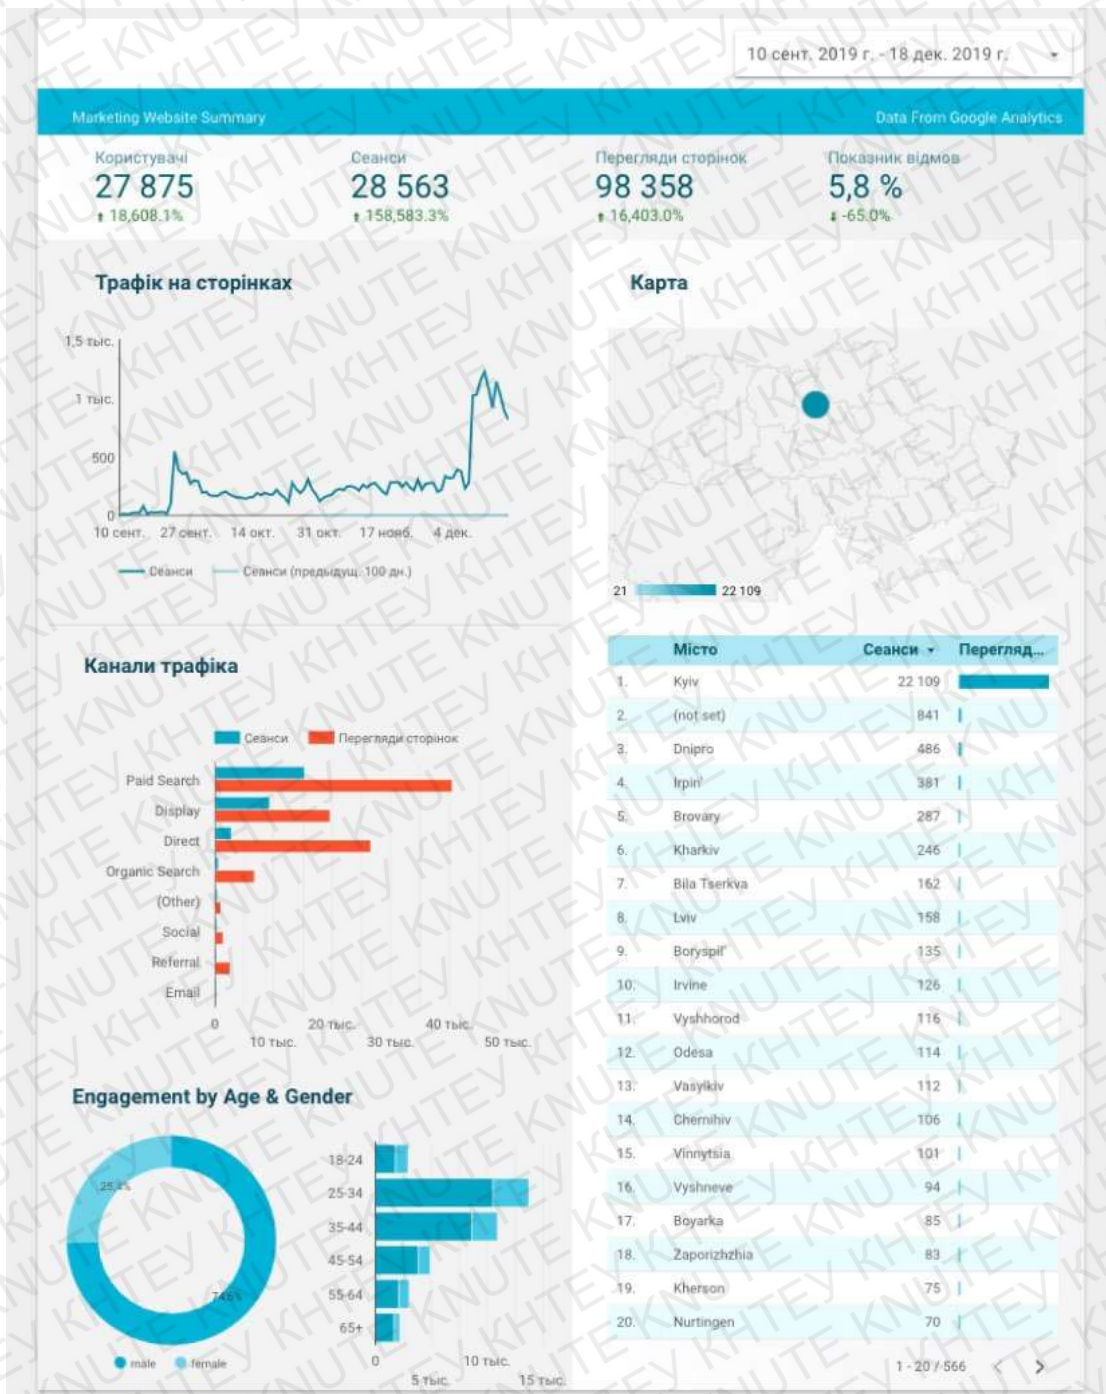 10 сент. 2019 г. - 18 дек. 2019 г.
Marketing Website Summary
Data From Google Analytics
Користувачі
27 875
18,608.1%
Сеанси
28 563
158,583.3%
Перегляди сторінок
98 358
16,403.0%
Показник відмов
5,8 %
-65.0%
Трафік на сторінках
1,5 тыс.
1 тыс.
500
0
10 сент. 27 сент. 14 окт. 31 окт. 17 нояб. 4 дек.
Сеанси Сеанси (предыдущ. 100 дн.)
Карта
21 22 109
Канали трафіка
Сеанси Перегляди сторінок
Paid Search
Display
Direct
Organic Search
(Other)
Social
Referral
Email
0 20 тыс. 40 тыс.
10 тыс. 30 тыс. 50 тыс.
Engagement by Age & Gender
25,4%
74,6%
male female
18-24
25-34
35-44
45-54
55-64
65+
0 10 тыс.
5 тыс. 15 тыс.
Місто Сеанси Перегляд...
1. Kyiv 22 109
2. (not set) 841
3. Dnipro 486
4. Irpin' 381
5. Brovary 287
6. Kharkiv 246
7. Bila Tserkva 162
8. Lviv 158
9. Boryspil' 135
10. Irvine 126
11. Vyshhorod 116
12. Odesa 114
13. Vasylkiv 112
14. Chernihiv 106
15. Vinnytsia 101
16. Vyshneve 94
17. Boyarka 85
18. Zaporizhzhia 83
19. Kherson 75
20. Nurtingen 70
1 - 20 / 566
KNUTE KHTEY KNUTE KHTEY KNUTE